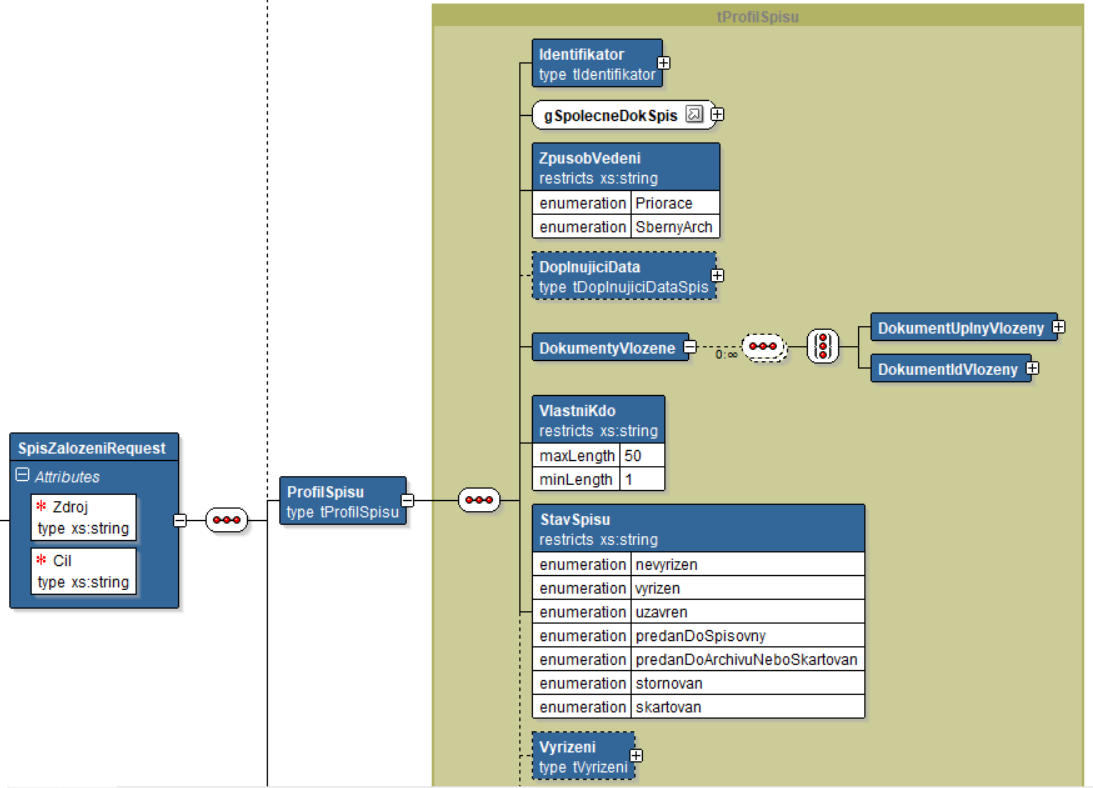 tProfilSpisu
Identifikator
type tIdentifikator
gSpolecneDokSpis
ZpusobVedeni
restricts xs:string
enumeration Priorace
enumeration SbernyArch
DoplnujiciData
type tDoplnujiciDataSpis
DokumentyVlozene
0:∞
DokumentUplnyVlozeny
DokumentIdVlozeny
VlastniKdo
restricts xs:string
maxLength 50
minLength 1
SpisZalozeniRequest
Attributes
* Zdroj
type xs:string
* Cil
type xs:string
ProfilSpisu
type tProfilSpisu
StavSpisu
restricts xs:string
enumeration nevyrizen
enumeration vyrizen
enumeration uzavren
enumeration predanDoSpisovny
enumeration predanDoArchivuNeboSkartovan
enumeration stornovan
enumeration skartovan
Vyrizeni
type tVyrizeni